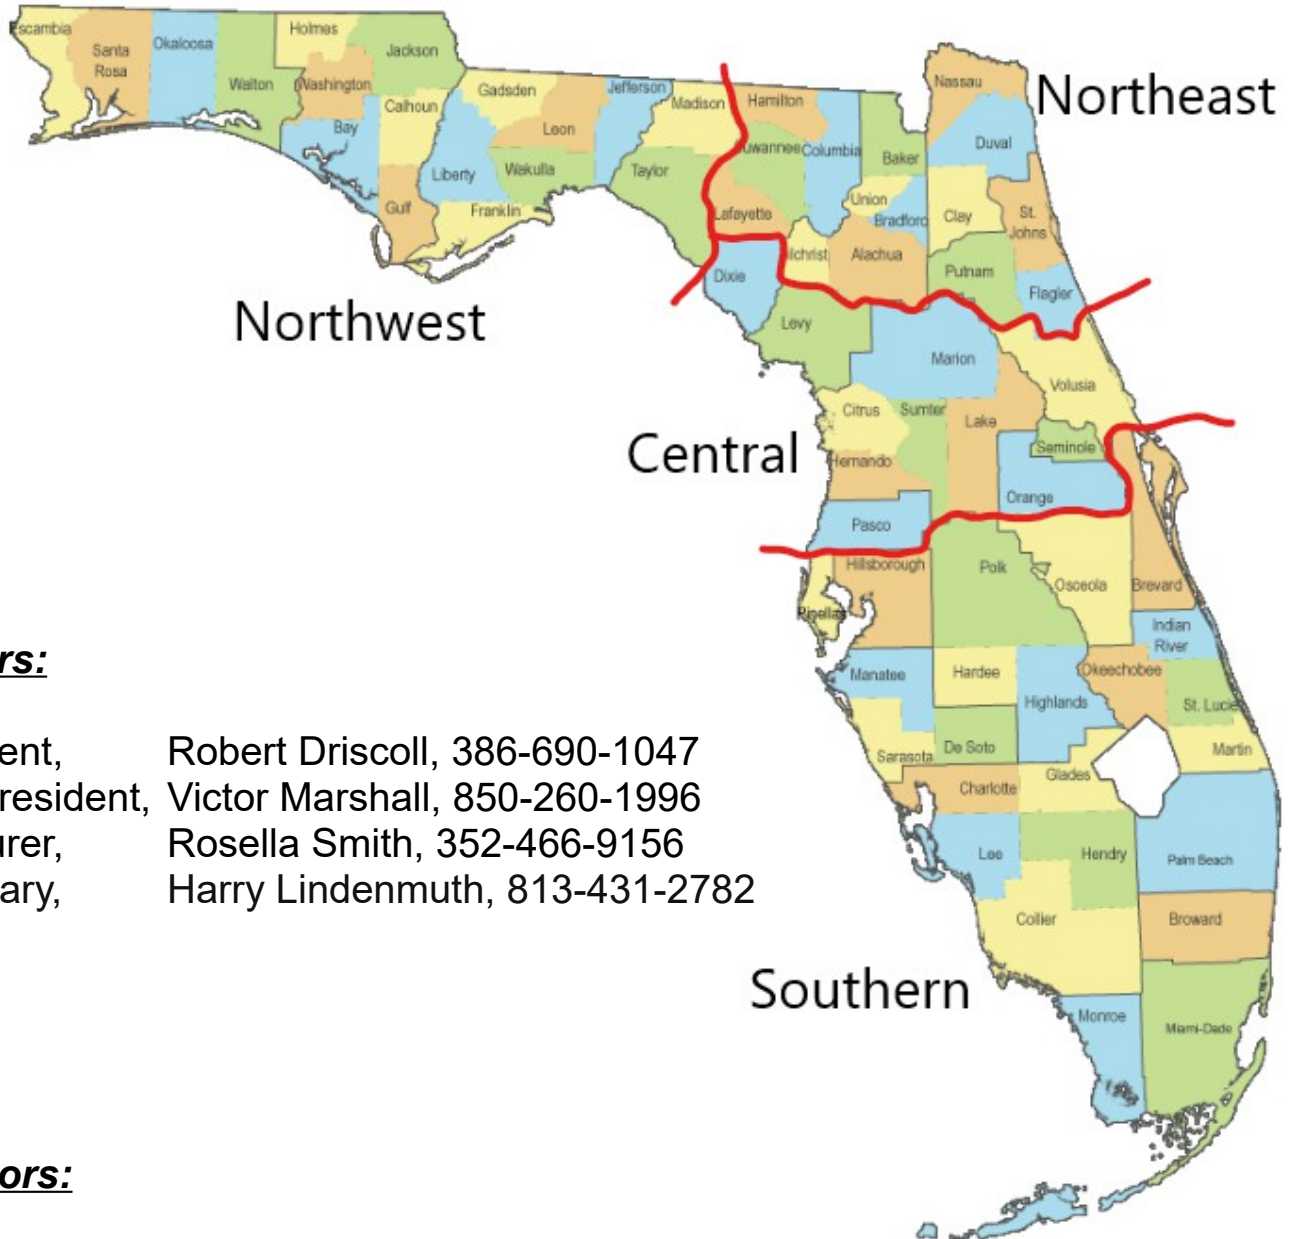 Escambia
Santa
Rosa
Okaloosa
Walton
Holmes
Washington
Jackson
Bay
Calhoun
Gulf
Gadsden
Liberty
Leon
Wakulla
Franklin
Jefferson
Madison
Taylor
Hamilton
uwannee
Columbia
Lafayette
Baker
Union
Bradforc
Nassau
Duval
Clay
St.
Johns
Northeast
ilchrist
Alachua
Putnam
Flagler
Dixie
Northwest
Levy
Marion
Volusia
Citrus
Sumter
Lake
Seminole
Central
Hernando
Orange
Pasco
Hillsborough
Polk
Osceola
Brevard
Pinellas
Indian
River
rs:
Manatee
Hardee
Highlands
Okeechobee
St. Lucie
Sarasota
De Soto
Martin
Charlotte
Glades
ent, Robert Driscoll, 386-690-1047
resident, Victor Marshall, 850-260-1996
urer, Rosella Smith, 352-466-9156
ary, Harry Lindenmuth, 813-431-2782
Lee
Hendry
Palm Beach
Collier
Broward
Southern
Monroe
Miami-Dade
ors: